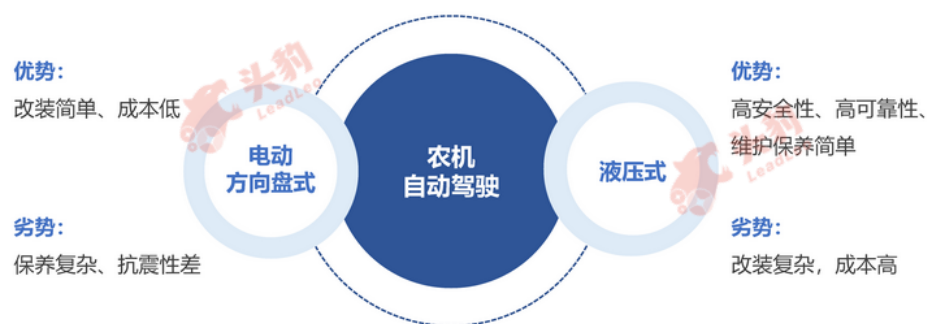 优势：
改装简单、成本低
劣势：
保养复杂、抗震性差
电动
方向盘式
农机
自动驾驶
液压式
优势：
高安全性、高可靠性、
维护保养简单
劣势：
改装复杂，成本高
头豹
LeadLeo
头豹
LeadLeo